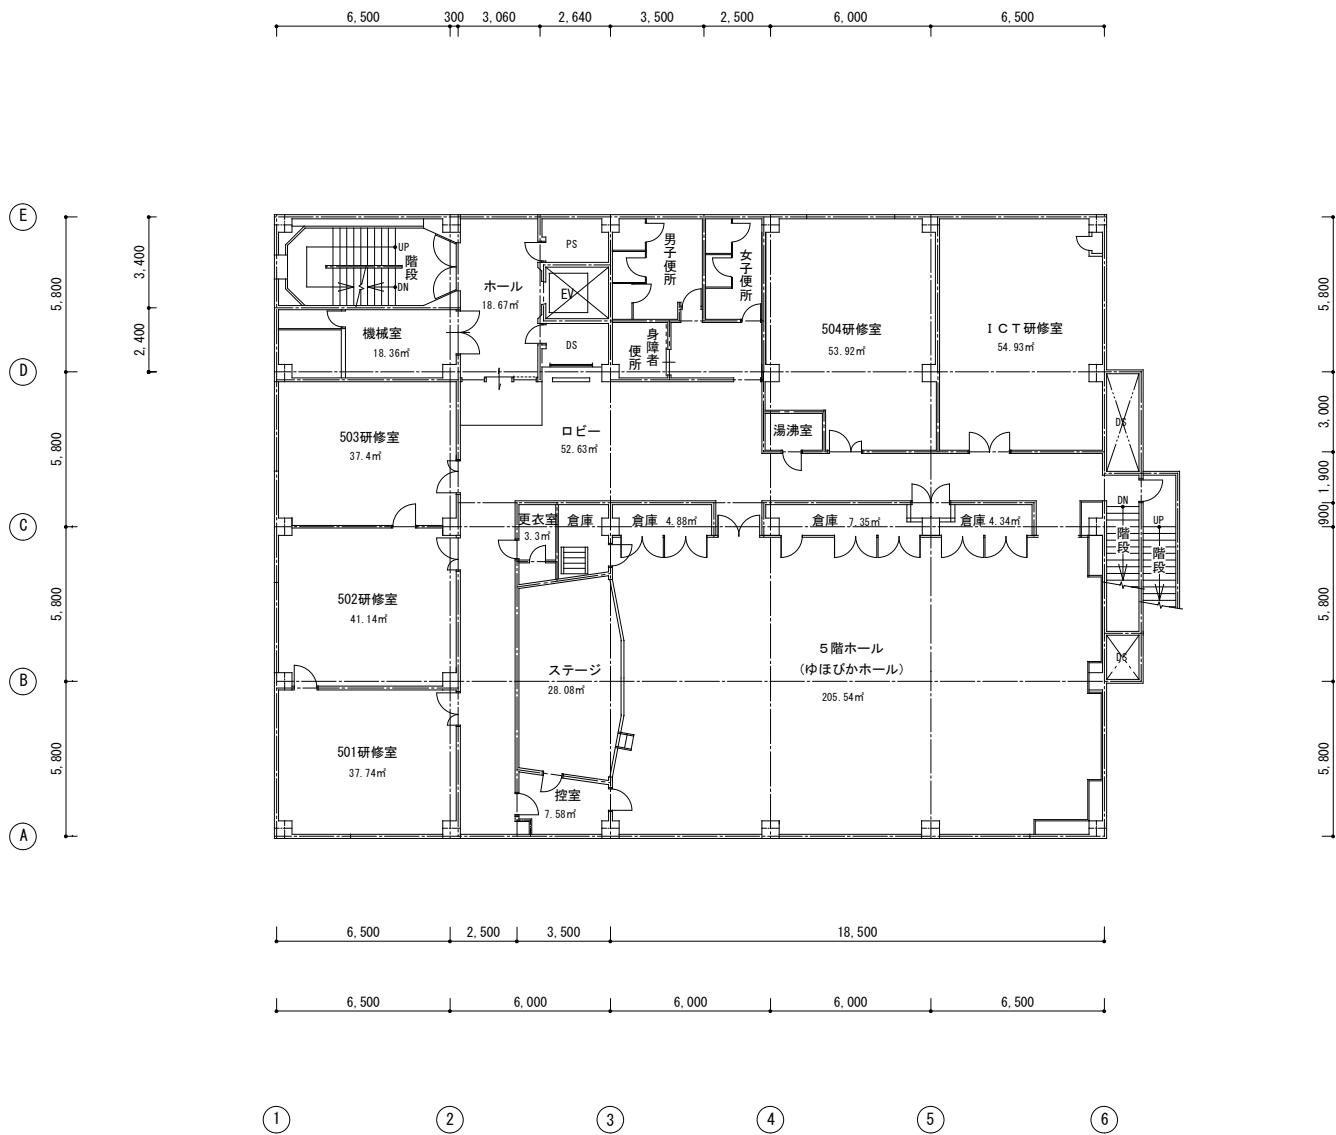 6,500 300 3,060 2,640 3,500 2,500 6,000 6,500
E
D
C
B
A
5,800
5,800
5,800
5,800
3,400
2,400
階段
UP
DN
機械室
18.36㎡
ホール
18.67㎡
PS
EV
DS
男子便所
女子便所
身障者
便所
504研修室
53.92㎡
ICT研修室
54.93㎡
503研修室
37.4㎡
ロビー
52.63㎡
湯沸室
DS
更衣室
3.3㎡
倉庫
倉庫 4.88㎡
倉庫 7.35㎡
倉庫 4.34㎡
DN
階段
UP
階段
502研修室
41.14㎡
ステージ
28.08㎡
5階ホール
(ゆほびかホール)
205.54㎡
DS
501研修室
37.74㎡
控室
7.58㎡
5,800
3,000
1,900
900
5,800
5,800
6,500 2,500 3,500 18,500
6,500 6,000 6,000 6,000 6,500
1 2 3 4 5 6